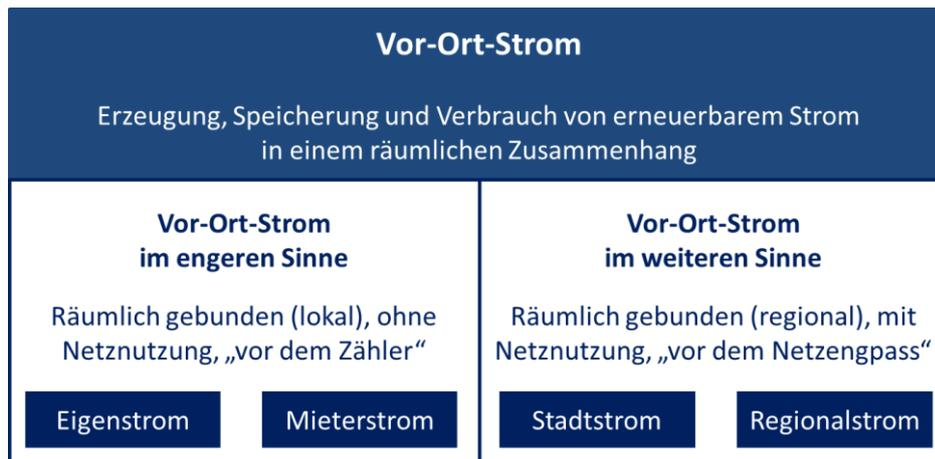 Vor-Ort-Strom
Erzeugung, Speicherung und Verbrauch von erneuerbarem Strom
in einem räumlichen Zusammenhang
Vor-Ort-Strom
im engeren Sinne
Räumlich gebunden (lokal), ohne
Netznutzung, „vor dem Zähler“
Eigenstrom
Mieterstrom
Vor-Ort-Strom
im weiteren Sinne
Räumlich gebunden (regional), mit
Netznutzung, „vor dem Netzengpass“
Stadtstrom
Regionalstrom